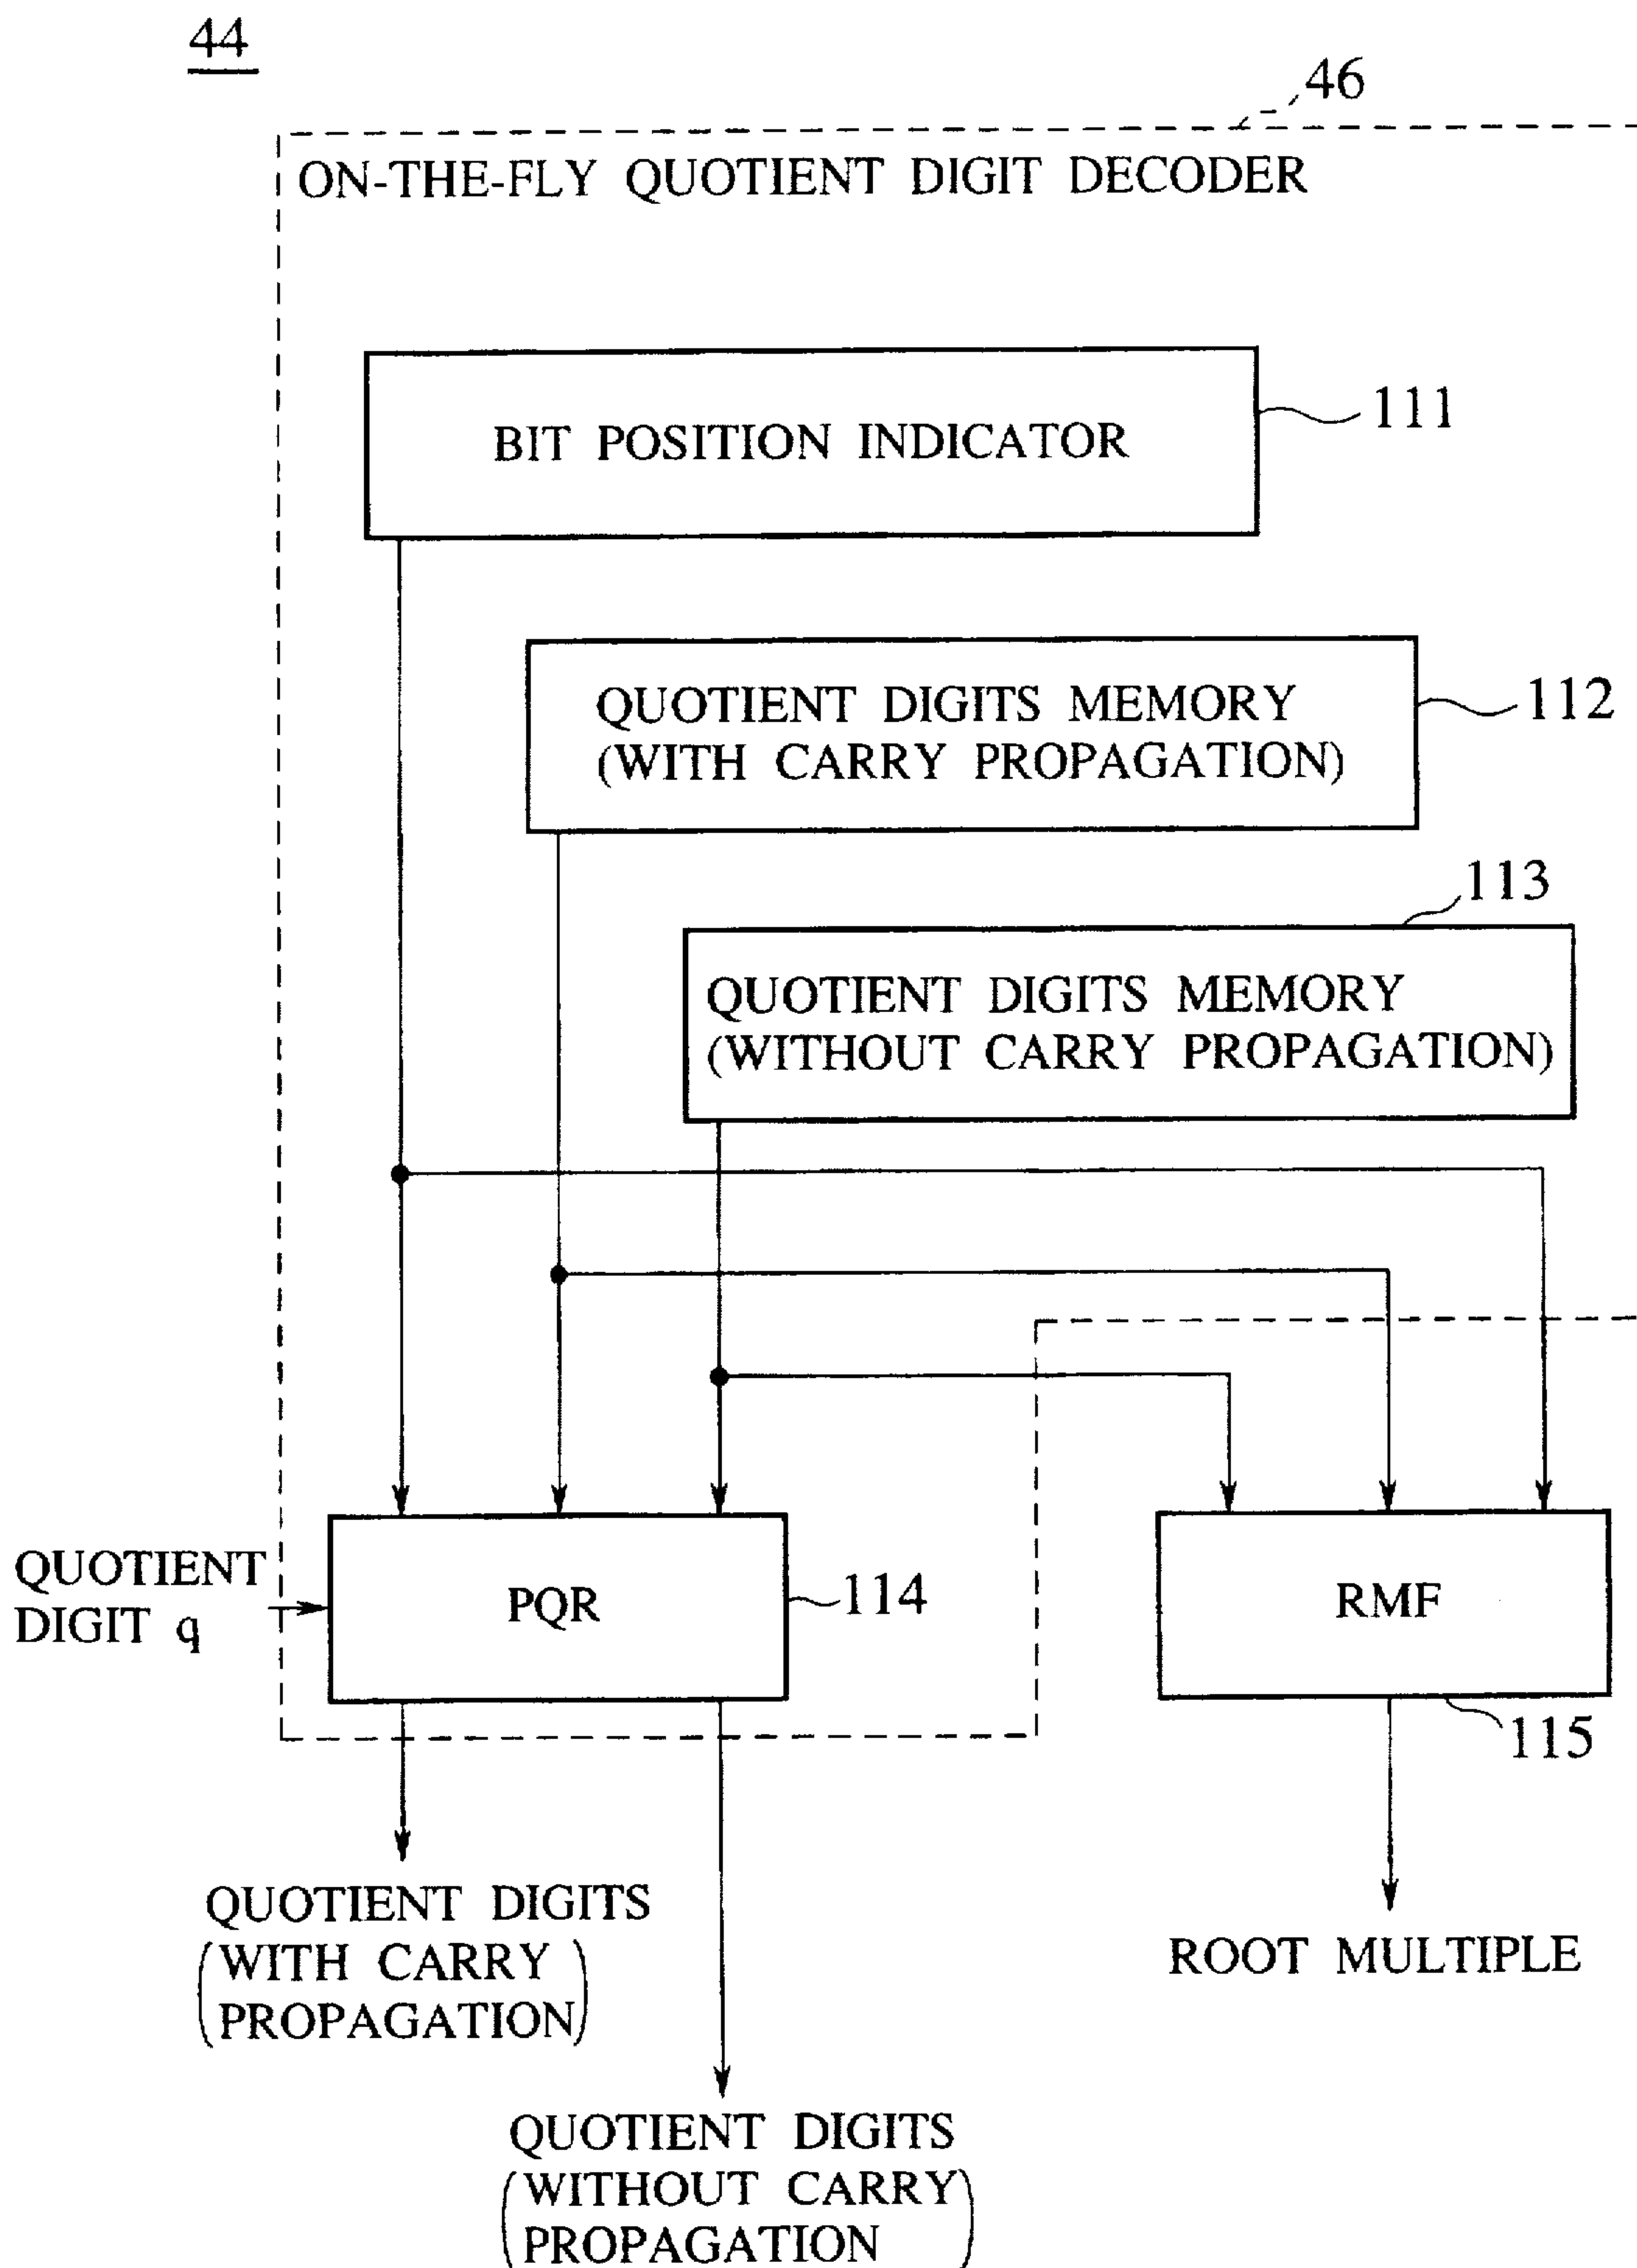 44
46
ON-THE-FLY QUOTIENT DIGIT DECODER
BIT POSITION INDICATOR
111
QUOTIENT DIGITS MEMORY
(WITH CARRY PROPAGATION)
112
113
QUOTIENT DIGITS MEMORY
(WITHOUT CARRY PROPAGATION)
QUOTIENT
DIGIT q
PQR
114
RMF
115
QUOTIENT DIGITS
(WITH CARRY
PROPAGATION)
ROOT MULTIPLE
QUOTIENT DIGITS
(WITHOUT CARRY
PROPAGATION)